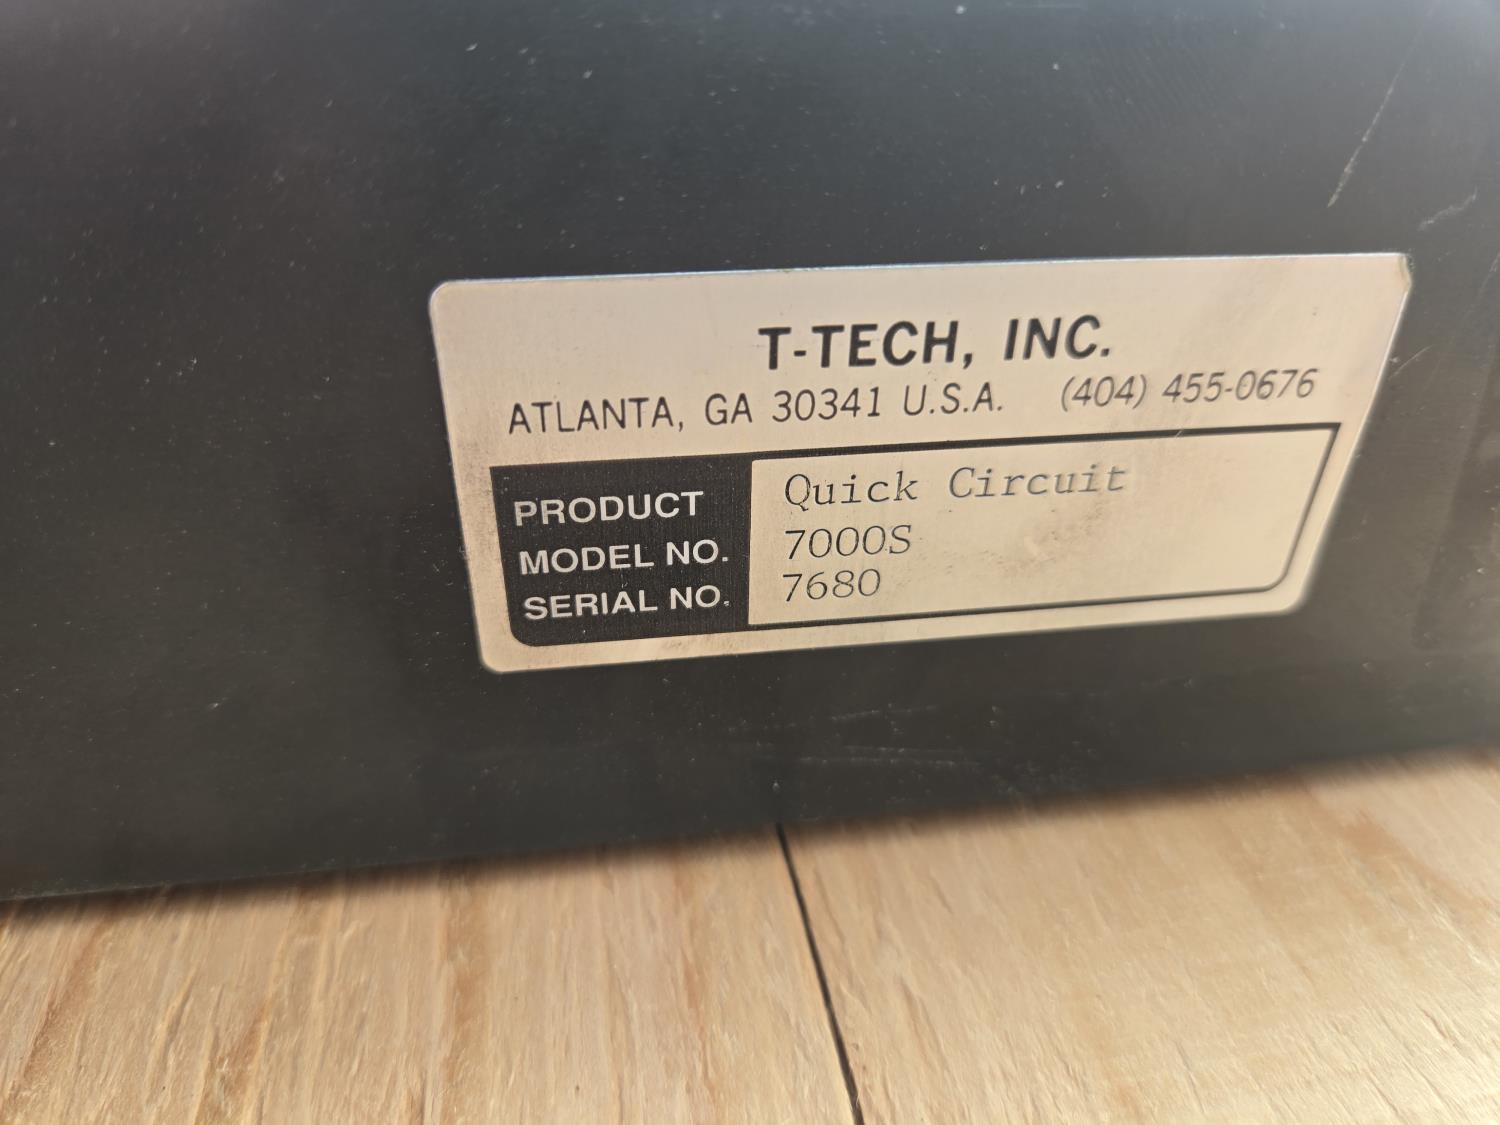 T-TECH, INC.
ATLANTA, GA 30341 U.S.A. (404) 455-0676
PRODUCT Quick Circuit
MODEL NO. 7000S
SERIAL NO. 7680